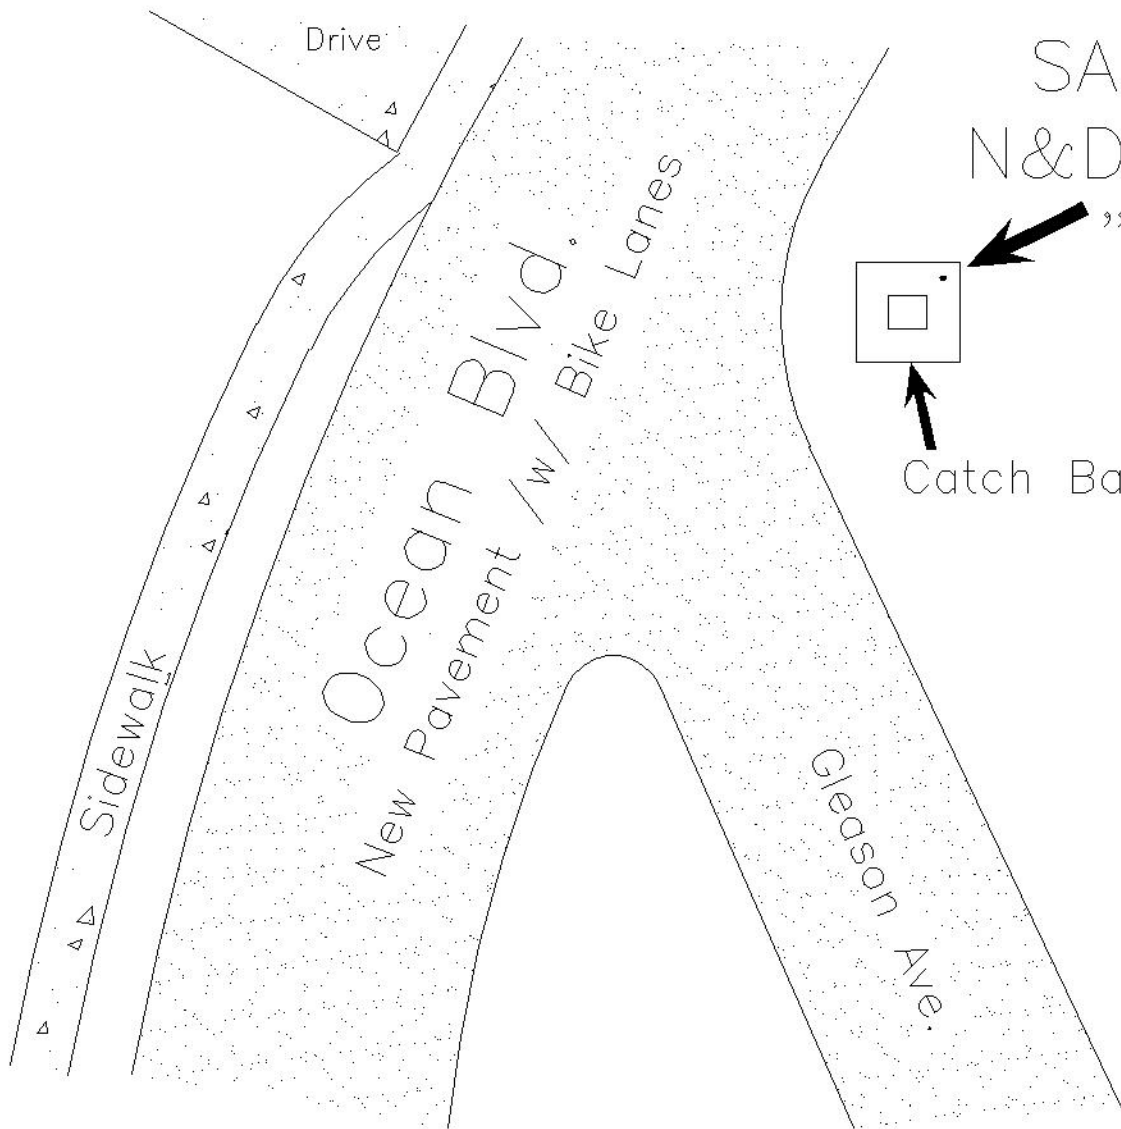 Drive
SA
N&D
"
Ocean Blvd.
New Pavement /w/ Bike Lanes
Catch Ba
Sidewalk
Gleason Ave.